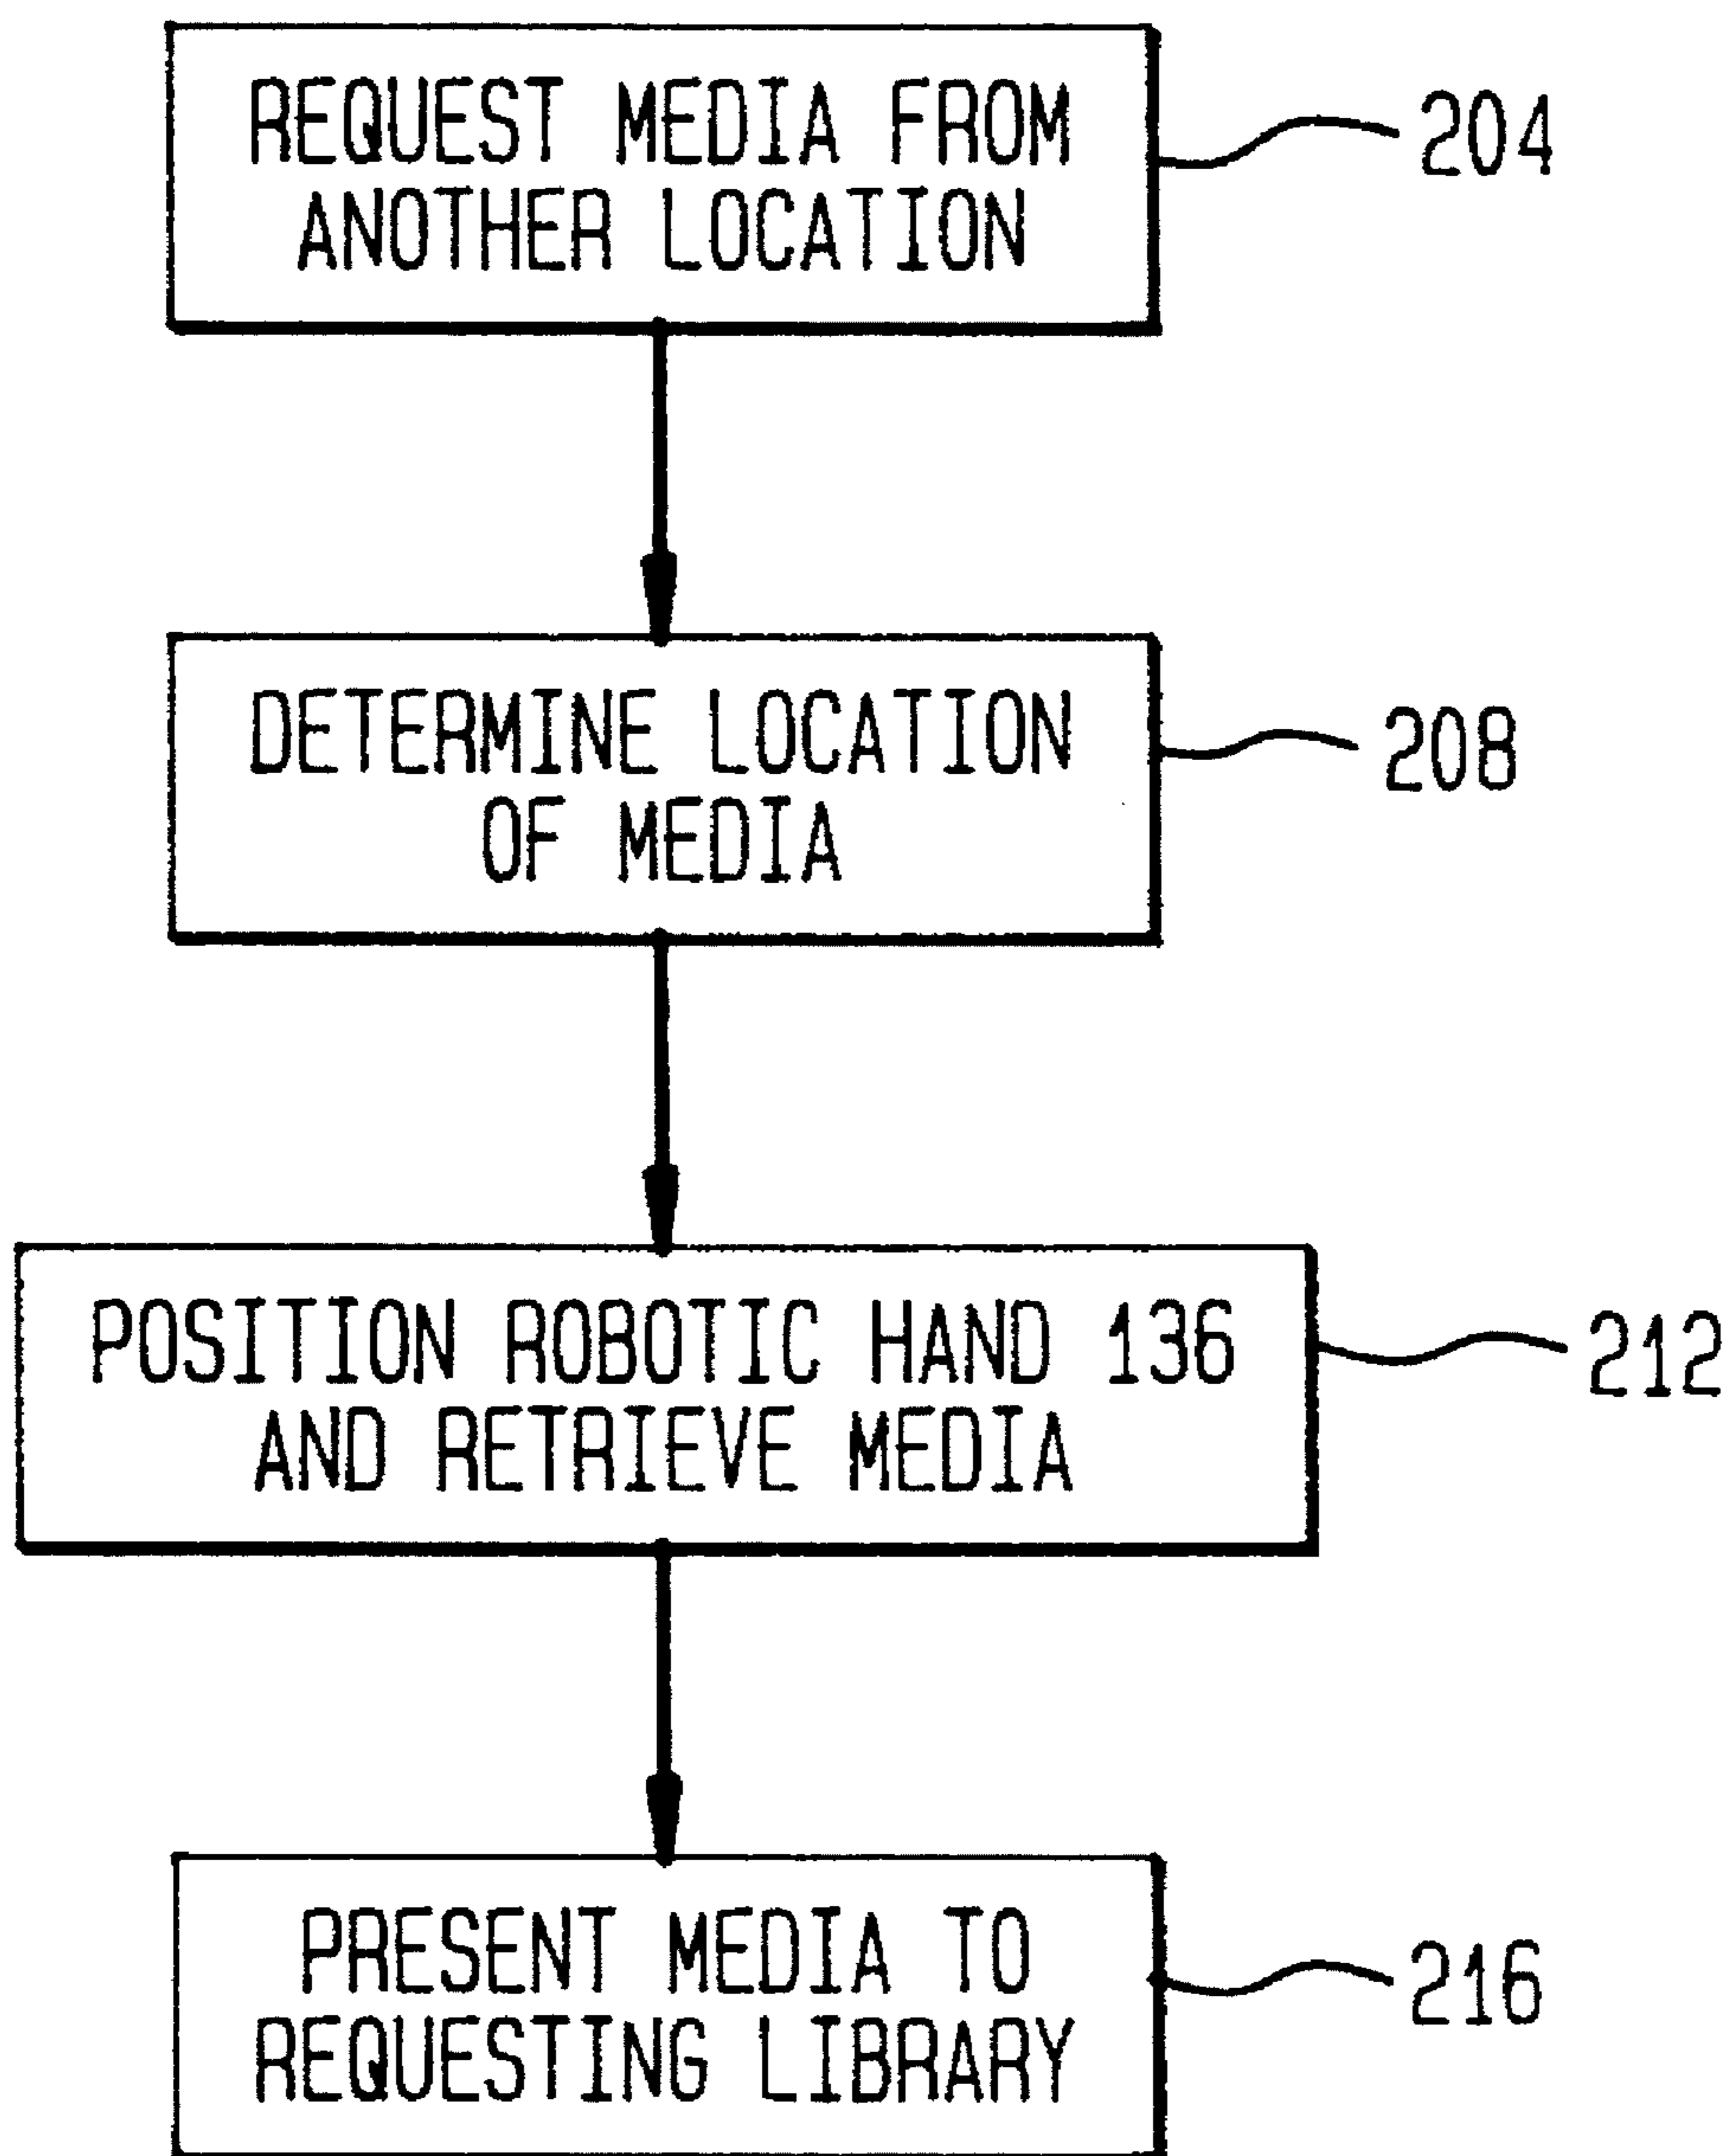 REQUEST MEDIA FROM
ANOTHER LOCATION
204
DETERMINE LOCATION
OF MEDIA
208
POSITION ROBOTIC HAND 136
AND RETRIEVE MEDIA
212
PRESENT MEDIA TO
REQUESTING LIBRARY
216